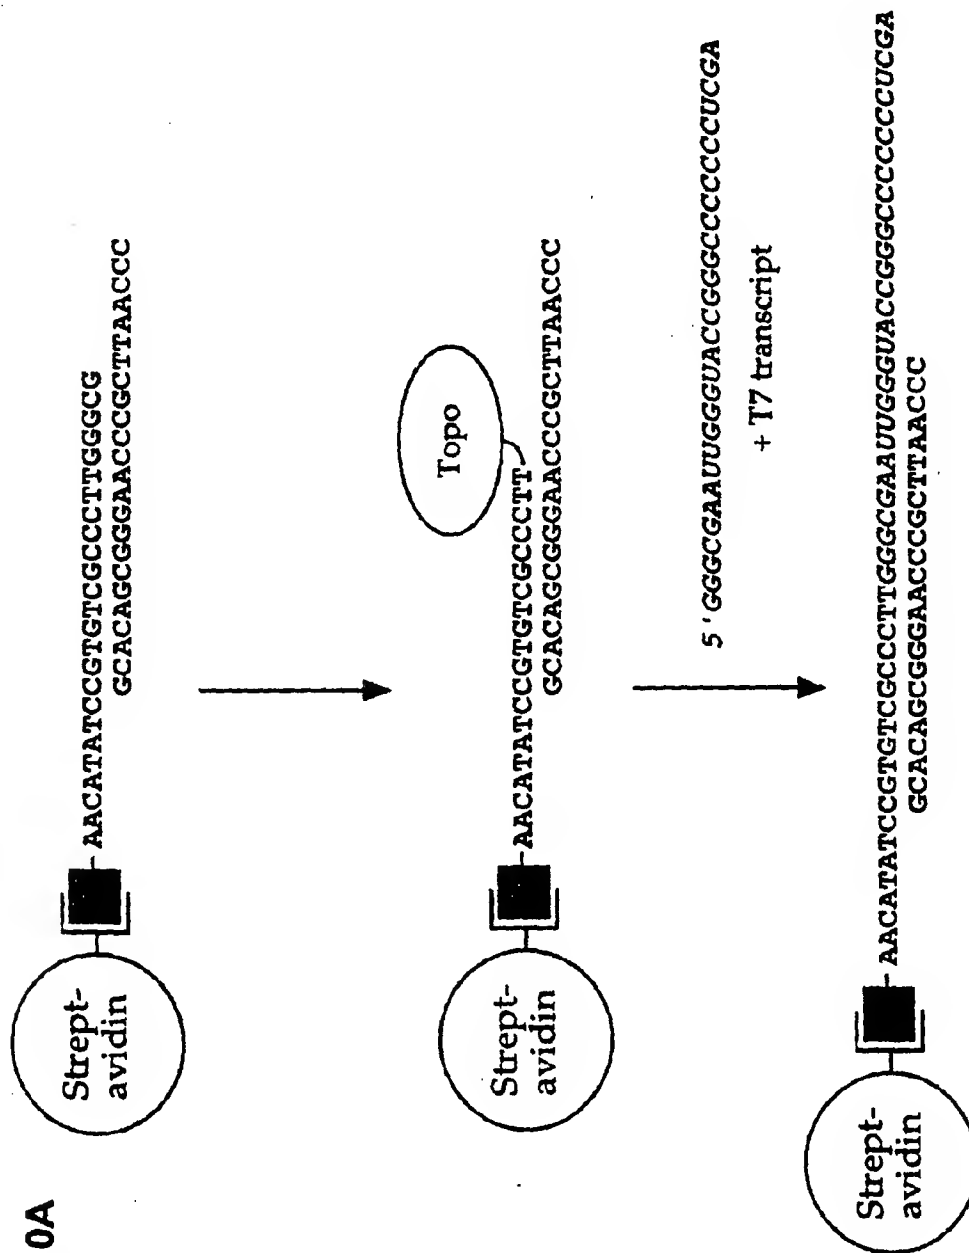 0A
Strept-
avidin
AACATATCCGTGTCGCCCTTGGGCG
GCACAGCGGGAACCCGCTTAACCC
Strept-
avidin
Topo
AACATATCCGTGTCGCCCTT
GCACAGCGGGAACCCGCTTAACCC
5'GGGCGAAUUGGGUACCGGGCCCCCCCUCGA
+ T7 transcript
Strept-
avidin
AACATATCCGTGTCGCCCTTGGGCGAAUUGGGUACCGGGCCCCCCCUCGA
GCACAGCGGGAACCCGCTTAACCC